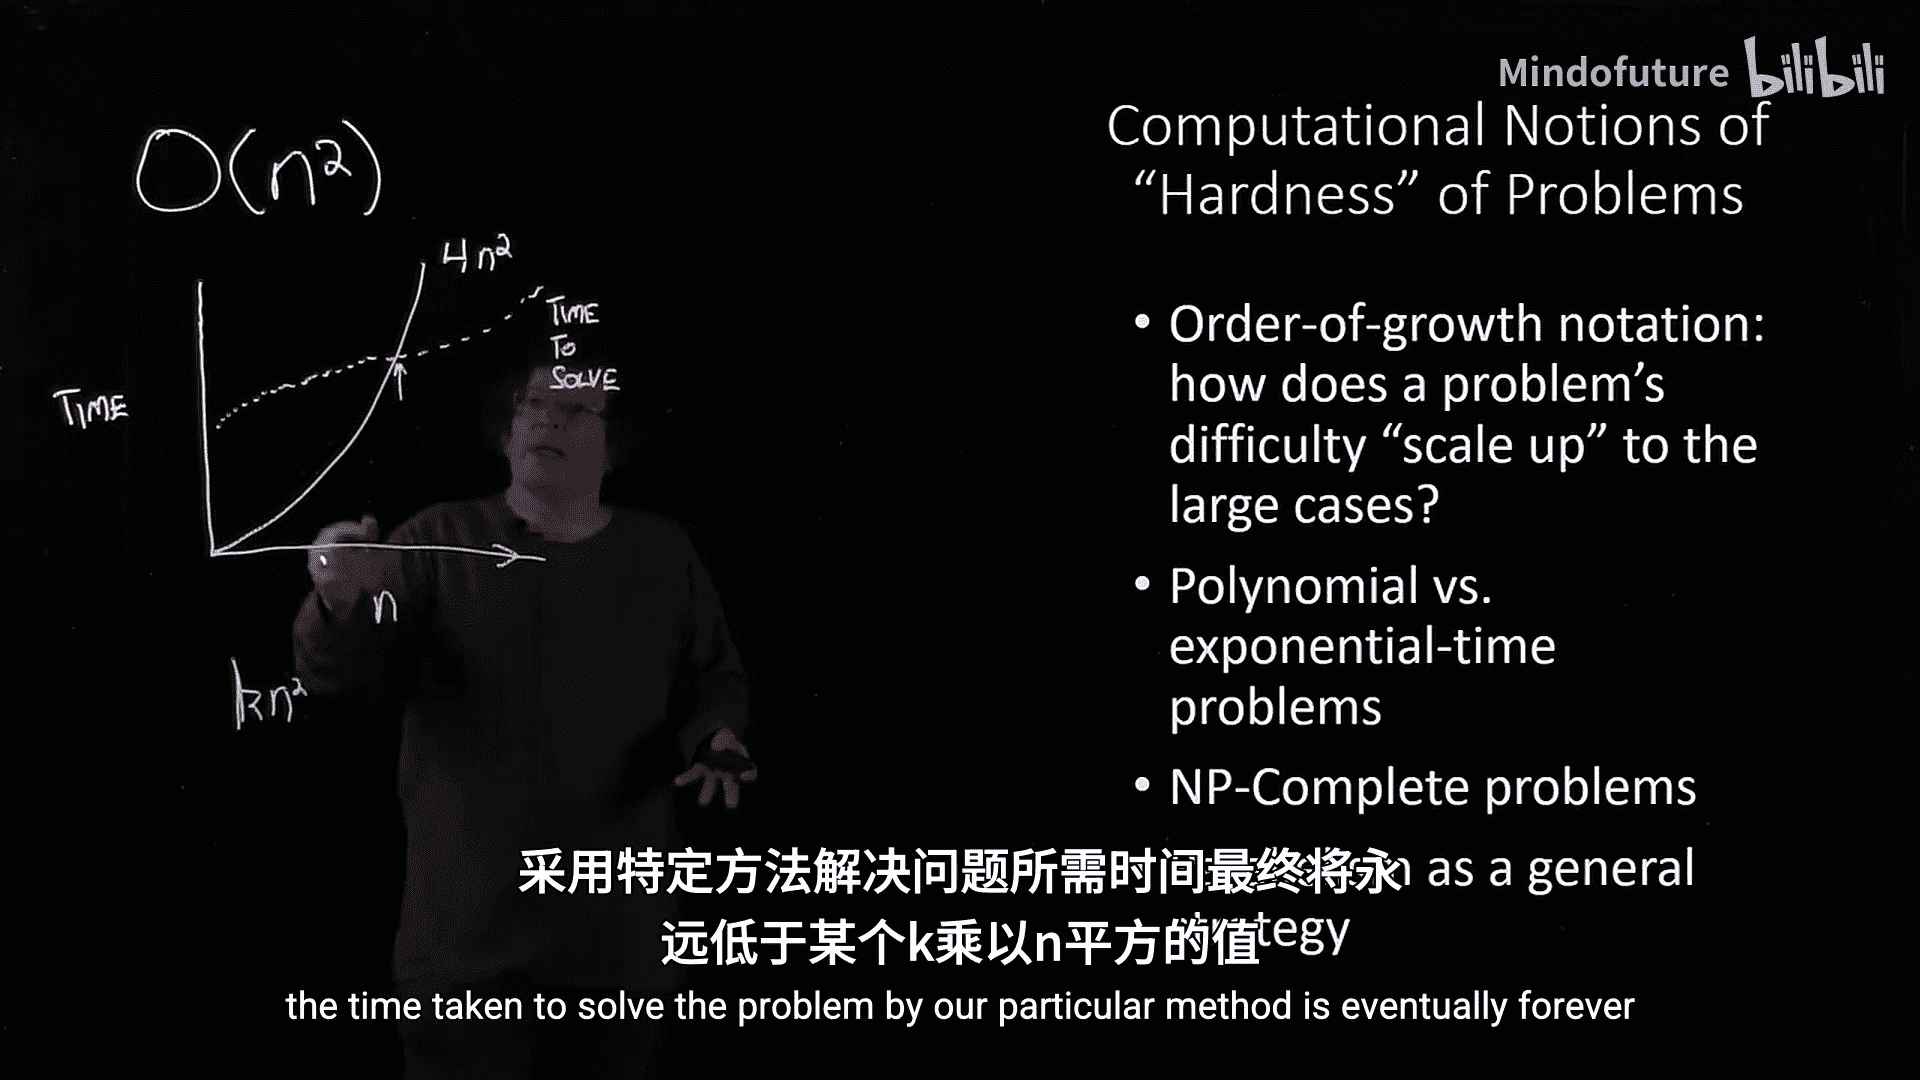 Mindofuture bilibili
O(n²)
4n²
TIME
TO
SOLVE
TIME
n
kn²
Computational Notions of
“Hardness” of Problems
• Order-of-growth notation:
how does a problem’s
difficulty “scale up” to the
large cases?
• Polynomial vs.
exponential-time
problems
• NP-Complete problems
as a general
采用特定方法解决问题所需时间最终将永
远低于某个k乘以n平方的值
the time taken to solve the problem by our particular method is eventually forever